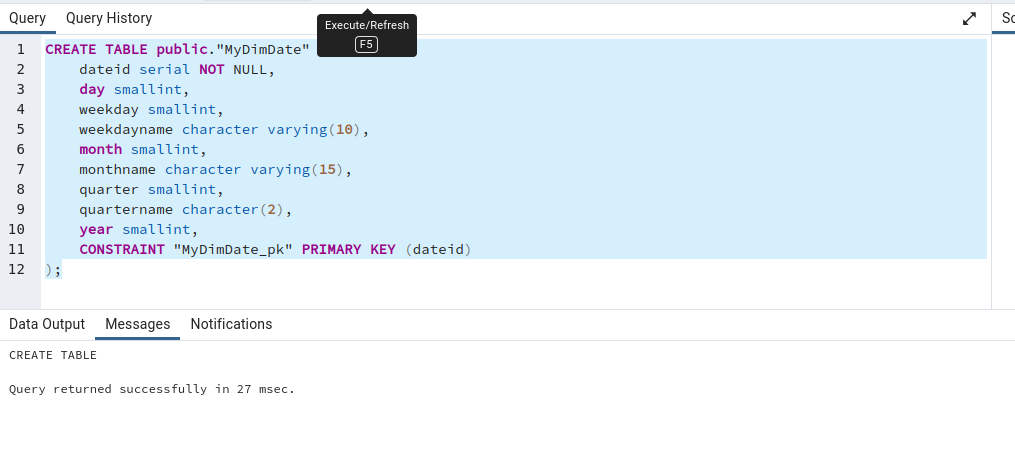 Query Query History
Execute/Refresh
F5
Sc
1 CREATE TABLE public."MyDimDate"
2 dateid serial NOT NULL,
3 day smallint,
4 weekday smallint,
5 weekdayname character varying(10),
6 month smallint,
7 monthname character varying(15),
8 quarter smallint,
9 quartername character(2),
10 year smallint,
11 CONSTRAINT "MyDimDate_pk" PRIMARY KEY (dateid)
12 );
Data Output Messages Notifications
CREATE TABLE
Query returned successfully in 27 msec.